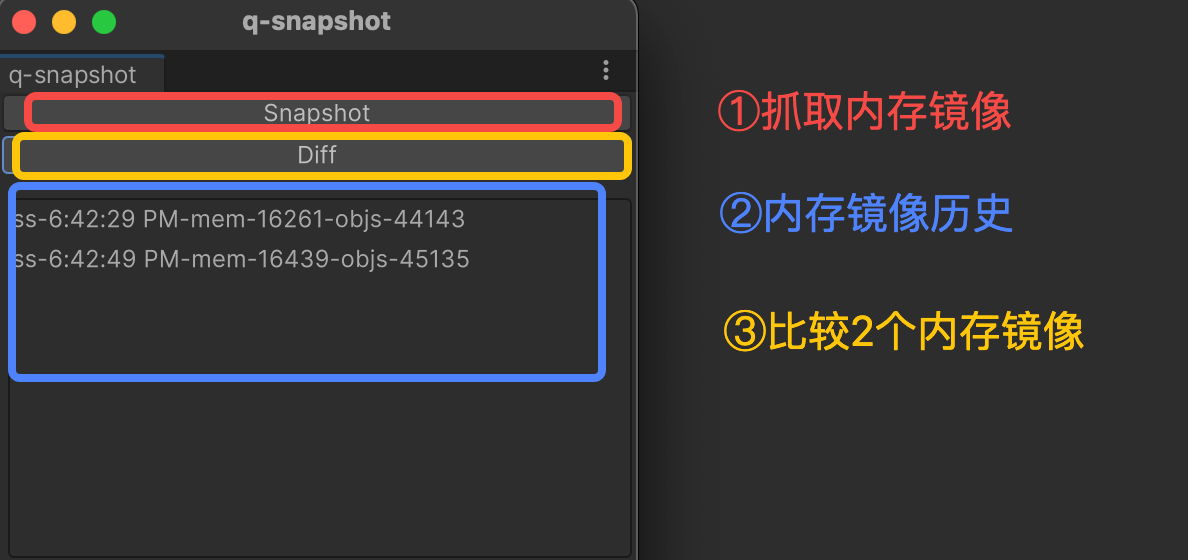 q-snapshot
q-snapshot
Snapshot
Diff
ss-6:42:29 PM-mem-16261-objs-44143
ss-6:42:49 PM-mem-16439-objs-45135
①抓取内存镜像
②内存镜像历史
③比较2个内存镜像